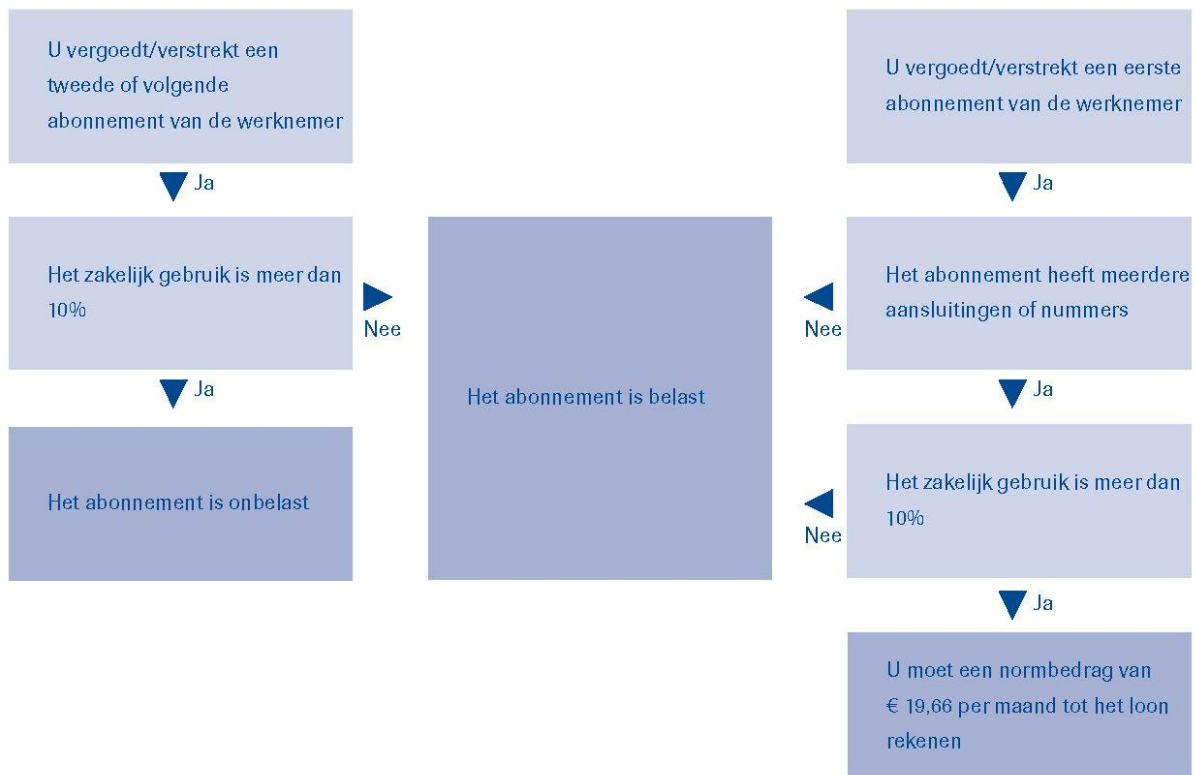 U vergoedt/verstrekt een
tweede of volgende
abonnement van de werknemer
Ja
Het zakelijk gebruik is meer dan
10%
Nee
Ja
Het abonnement is onbelast
Het abonnement is belast
U vergoedt/verstrekt een eerste
abonnement van de werknemer
Ja
Het abonnement heeft meerdere
aansluitingen of nummers
Nee
Ja
Het zakelijk gebruik is meer dan
10%
Nee
Ja
U moet een normbedrag van
€ 19,66 per maand tot het loon
rekenen